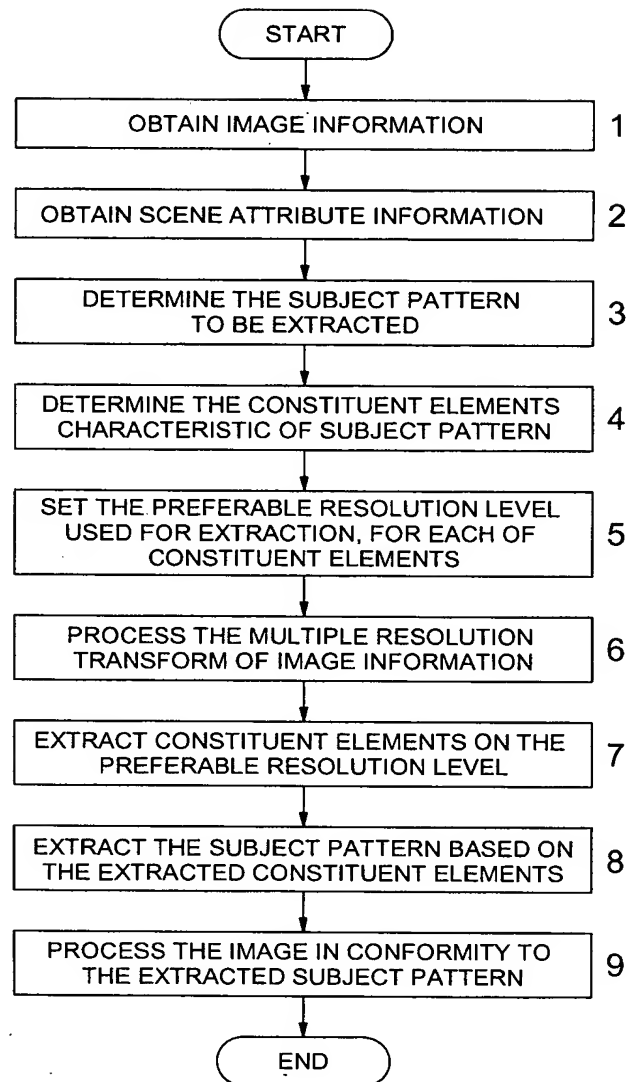 START
OBTAIN IMAGE INFORMATION 1
OBTAIN SCENE ATTRIBUTE INFORMATION 2
DETERMINE THE SUBJECT PATTERN
TO BE EXTRACTED 3
DETERMINE THE CONSTITUENT ELEMENTS
CHARACTERISTIC OF SUBJECT PATTERN 4
SET THE PREFERABLE RESOLUTION LEVEL
USED FOR EXTRACTION, FOR EACH OF
CONSTITUENT ELEMENTS 5
PROCESS THE MULTIPLE RESOLUTION
TRANSFORM OF IMAGE INFORMATION 6
EXTRACT CONSTITUENT ELEMENTS ON THE
PREFERABLE RESOLUTION LEVEL 7
EXTRACT THE SUBJECT PATTERN BASED ON
THE EXTRACTED CONSTITUENT ELEMENTS 8
PROCESS THE IMAGE IN CONFORMITY TO
THE EXTRACTED SUBJECT PATTERN 9
END